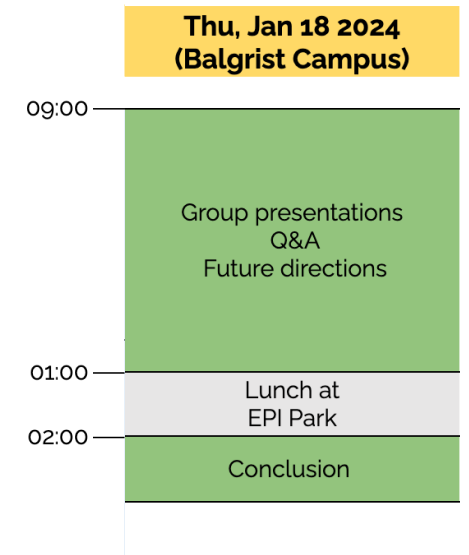 Thu, Jan 18 2024
(Balgrist Campus)
09:00
Group presentations
Q&A
Future directions
01:00
Lunch at
EPI Park
02:00
Conclusion